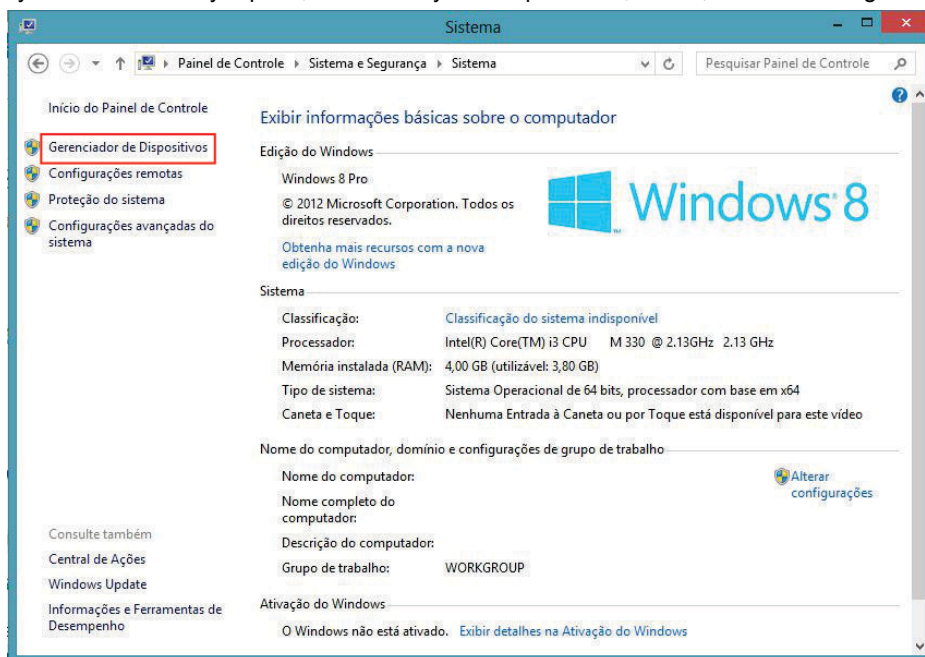 Sistema
Painel de Controle Sistema e Segurança Sistema
Pesquisar Painel de Controle
Início do Painel de Controle
Gerenciador de Dispositivos
Configurações remotas
Proteção do sistema
Configurações avançadas do
sistema
Exibir informações básicas sobre o computador
Edição do Windows
Windows 8 Pro
© 2012 Microsoft Corporation. Todos os
direitos reservados.
Obtenha mais recursos com a nova
edição do Windows
Windows 8
Sistema
Classificação: Classificação do sistema indisponível
Processador: Intel(R) Core(TM) i3 CPU M 330 @ 2.13GHz 2.13 GHz
Memória instalada (RAM): 4,00 GB (utilizável: 3,80 GB)
Tipo de sistema: Sistema Operacional de 64 bits, processador com base em x64
Caneta e Toque: Nenhuma Entrada à Caneta ou por Toque está disponível para este vídeo
Nome do computador, domínio e configurações de grupo de trabalho
Nome do computador:
Nome completo do
computador:
Descrição do computador:
Grupo de trabalho: WORKGROUP
Alterar
configurações
Ativação do Windows
O Windows não está ativado. Exibir detalhes na Ativação do Windows
Consulte também
Central de Ações
Windows Update
Informações e Ferramentas de
Desempenho